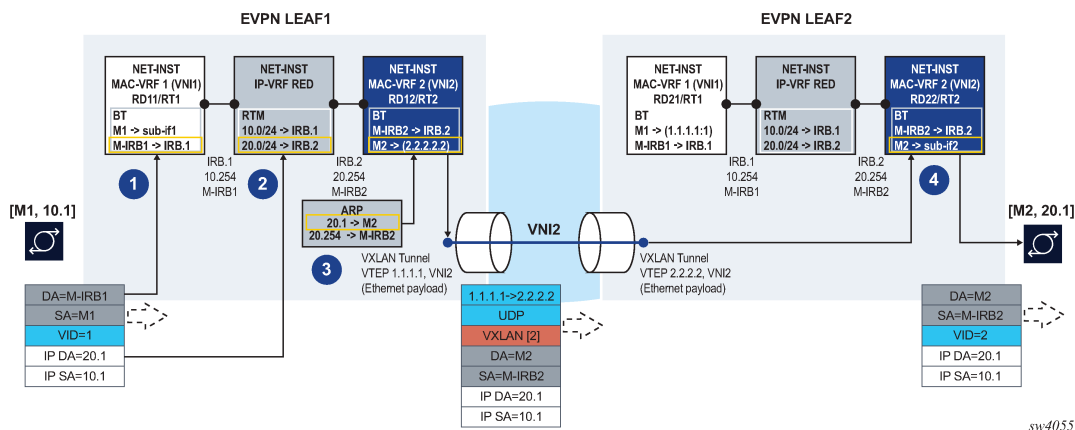 EVPN LEAF1
NET-INST
MAC-VRF 1 (VNI1)
RD11/RT1
BT
M1 -> sub-if1
M-IRB1 -> IRB.1
NET-INST
IP-VRF RED
RTM
10.0/24 -> IRB.1
20.0/24 -> IRB.2
NET-INST
MAC-VRF 2 (VNI2)
RD12/RT2
BT
M-IRB2 -> IRB.2
M2 -> (2.2.2.2)
IRB.1
10.254
M-IRB1
IRB.2
20.254
M-IRB2
1
2
ARP
20.1 -> M2
20.254 -> M-IRB2
3
[M1, 10.1]
VXLAN Tunnel
VTEP 1.1.1.1, VNI2
(Ethernet payload)
DA=M-IRB1
SA=M1
VID=1
IP DA=20.1
IP SA=10.1
VNI2
1.1.1.1->2.2.2.2
UDP
VXLAN [2]
DA=M2
SA=M-IRB2
IP DA=20.1
IP SA=10.1
EVPN LEAF2
NET-INST
MAC-VRF 1 (VNI1)
RD21/RT1
BT
M1 -> (1.1.1.1:1)
M-IRB1 -> IRB.1
NET-INST
IP-VRF RED
RTM
10.0/24 -> IRB.1
20.0/24 -> IRB.2
NET-INST
MAC-VRF 2 (VNI2)
RD22/RT2
BT
M-IRB2 -> IRB.2
M2 -> sub-if2
IRB.1
10.254
M-IRB1
IRB.2
20.254
M-IRB2
4
[M2, 20.1]
VXLAN Tunnel
VTEP 2.2.2.2, VNI2
(Ethernet payload)
DA=M2
SA=M-IRB2
VID=2
IP DA=20.1
IP SA=10.1
sw4055